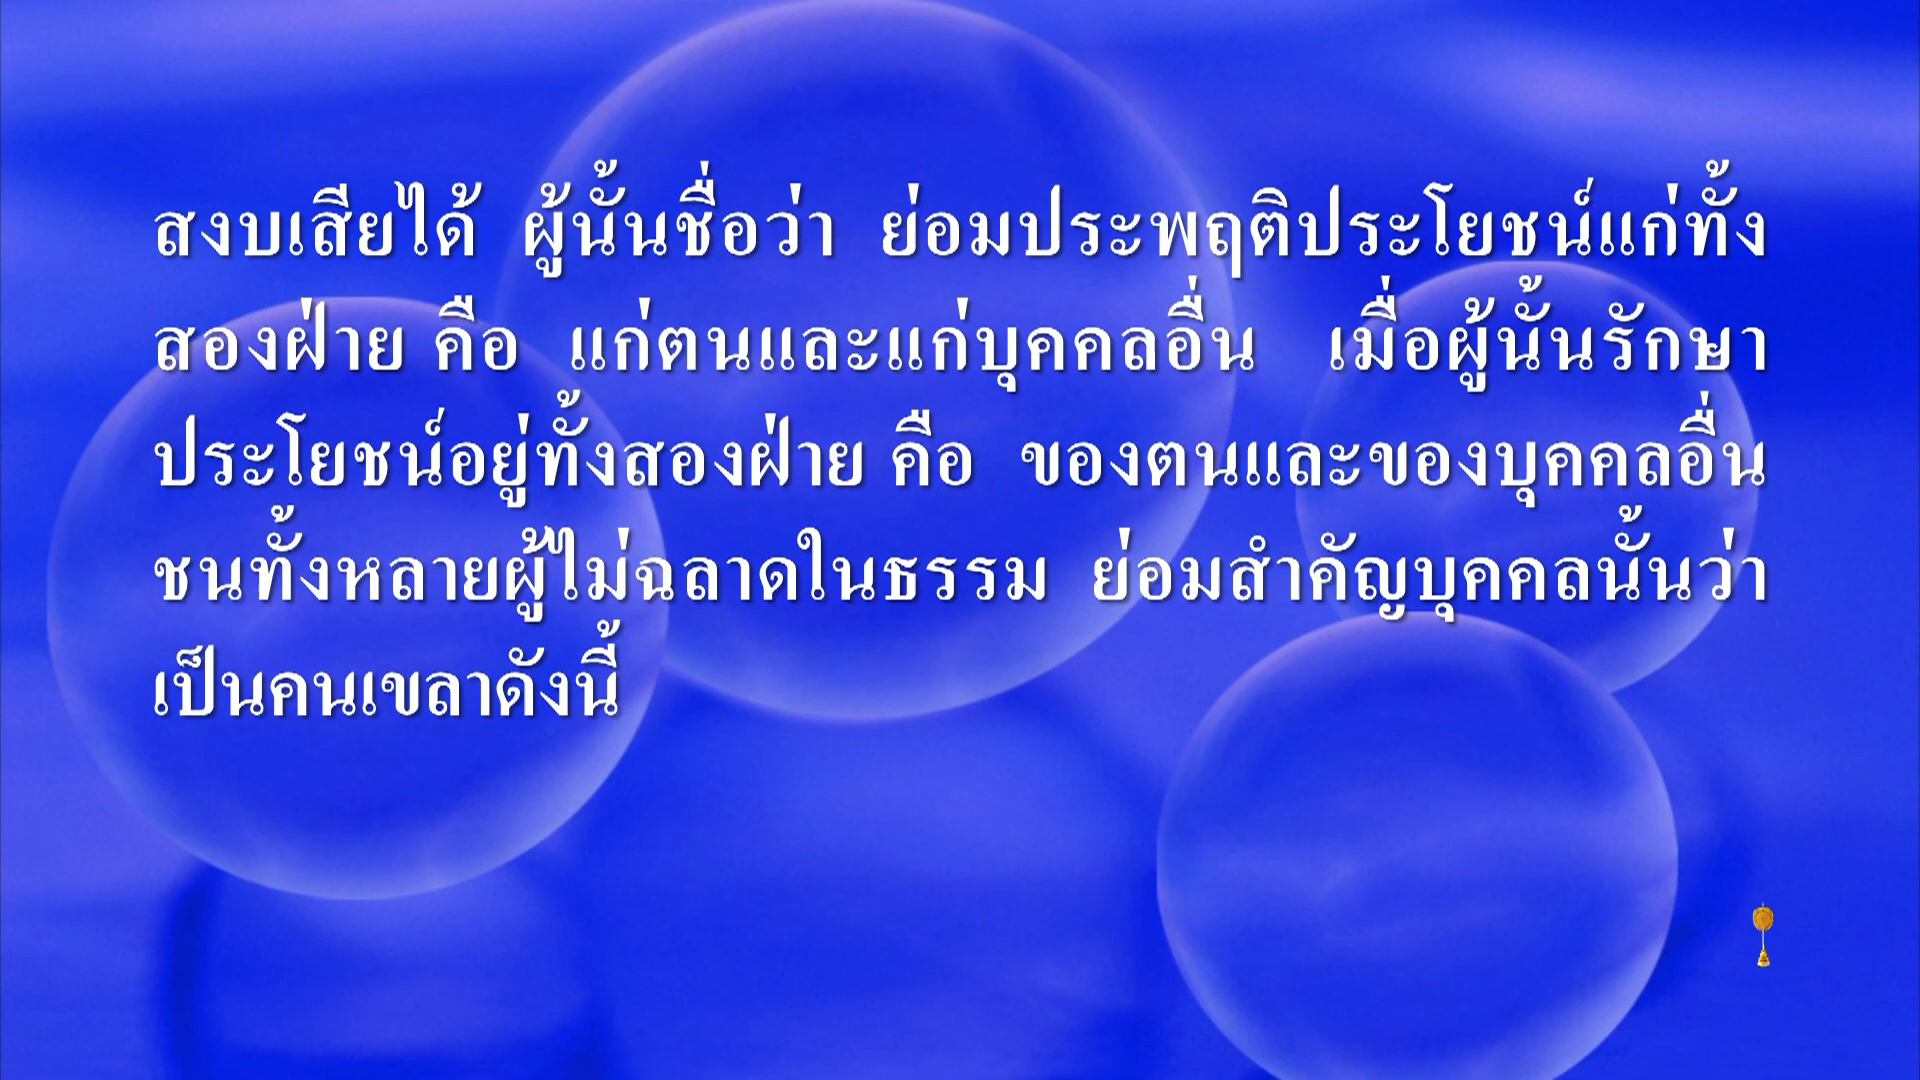 สงบเสียได้ ผู้นั้นชื่อว่า ย่อมประพฤติประโยชน์แก่ทั้ง
สองฝ่าย คือ แก่ตนและแก่บุคคลอื่น เมื่อผู้นั้นรักษา
ประโยชน์อยู่ทั้งสองฝ่าย คือ ของตนและของบุคคลอื่น
ชนทั้งหลายผู้ไม่ฉลาดในธรรม ย่อมสำคัญบุคคลนั้นว่า
เป็นคนเขลาดังนี้